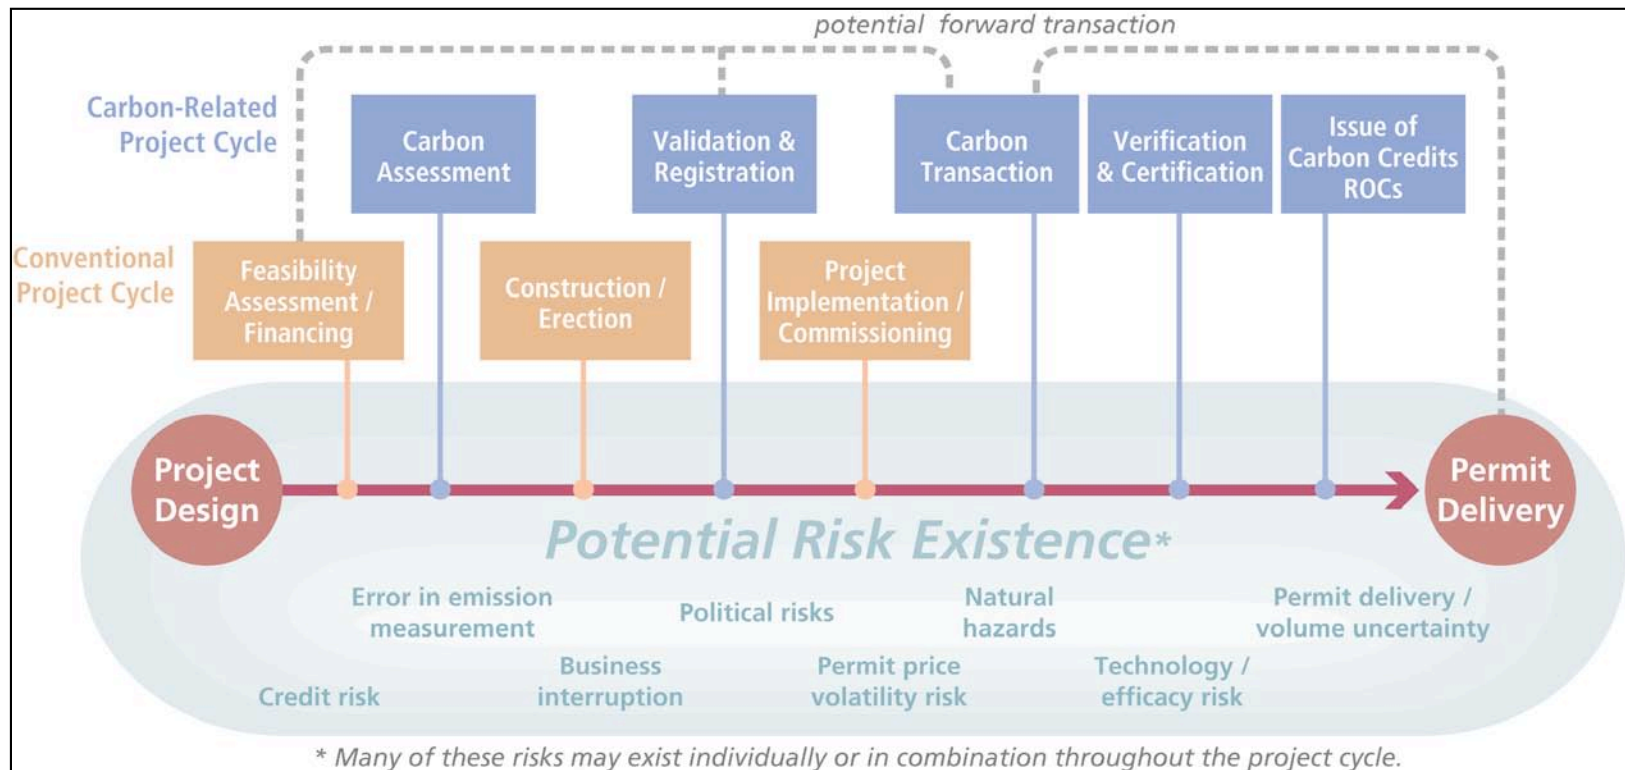 potential forward transaction
Carbon-Related
Project Cycle
Carbon
Assessment
Validation &
Registration
Carbon
Transaction
Verification
& Certification
Issue of
Carbon Credits
ROCs
Conventional
Project Cycle
Feasibility
Assessment /
Financing
Construction /
Erection
Project
Implementation /
Commissioning
Project
Design
Permit
Delivery
Potential Risk Existence*
Error in emission
measurement
Political risks
Natural
hazards
Permit delivery /
volume uncertainty
Credit risk
Business
interruption
Permit price
volatility risk
Technology /
efficacy risk
* Many of these risks may exist individually or in combination throughout the project cycle.